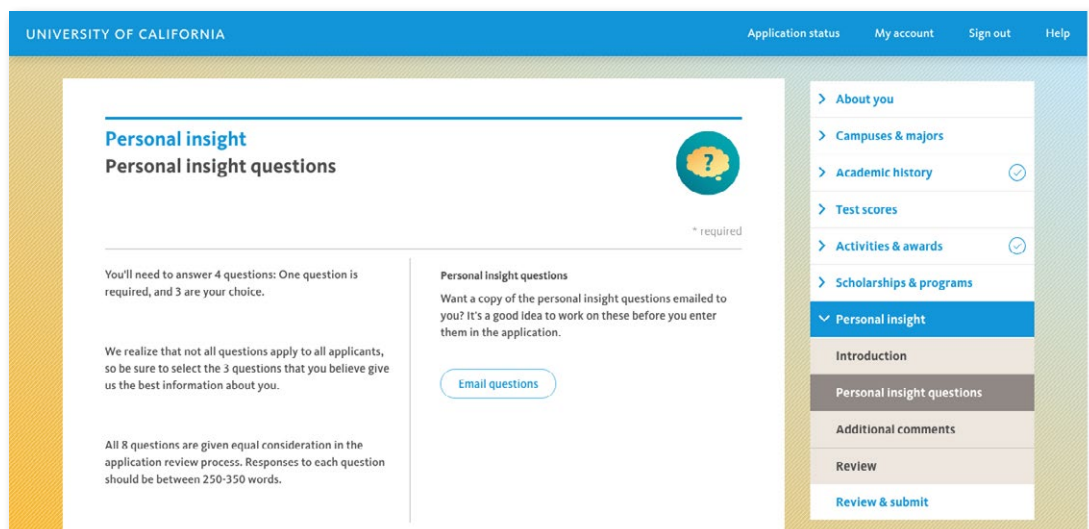 UNIVERSITY OF CALIFORNIA
Application status
My account
Sign out
Help
Personal insight
Personal insight questions
?
* required
You'll need to answer 4 questions: One question is
required, and 3 are your choice.
We realize that not all questions apply to all applicants,
so be sure to select the 3 questions that you believe give
us the best information about you.
All 8 questions are given equal consideration in the
application review process. Responses to each question
should be between 250-350 words.
Personal insight questions
Want a copy of the personal insight questions emailed to
you? It's a good idea to work on these before you enter
them in the application.
Email questions
About you
Campuses & majors
Academic history
Test scores
Activities & awards
Scholarships & programs
Personal insight
Introduction
Personal insight questions
Additional comments
Review
Review & submit